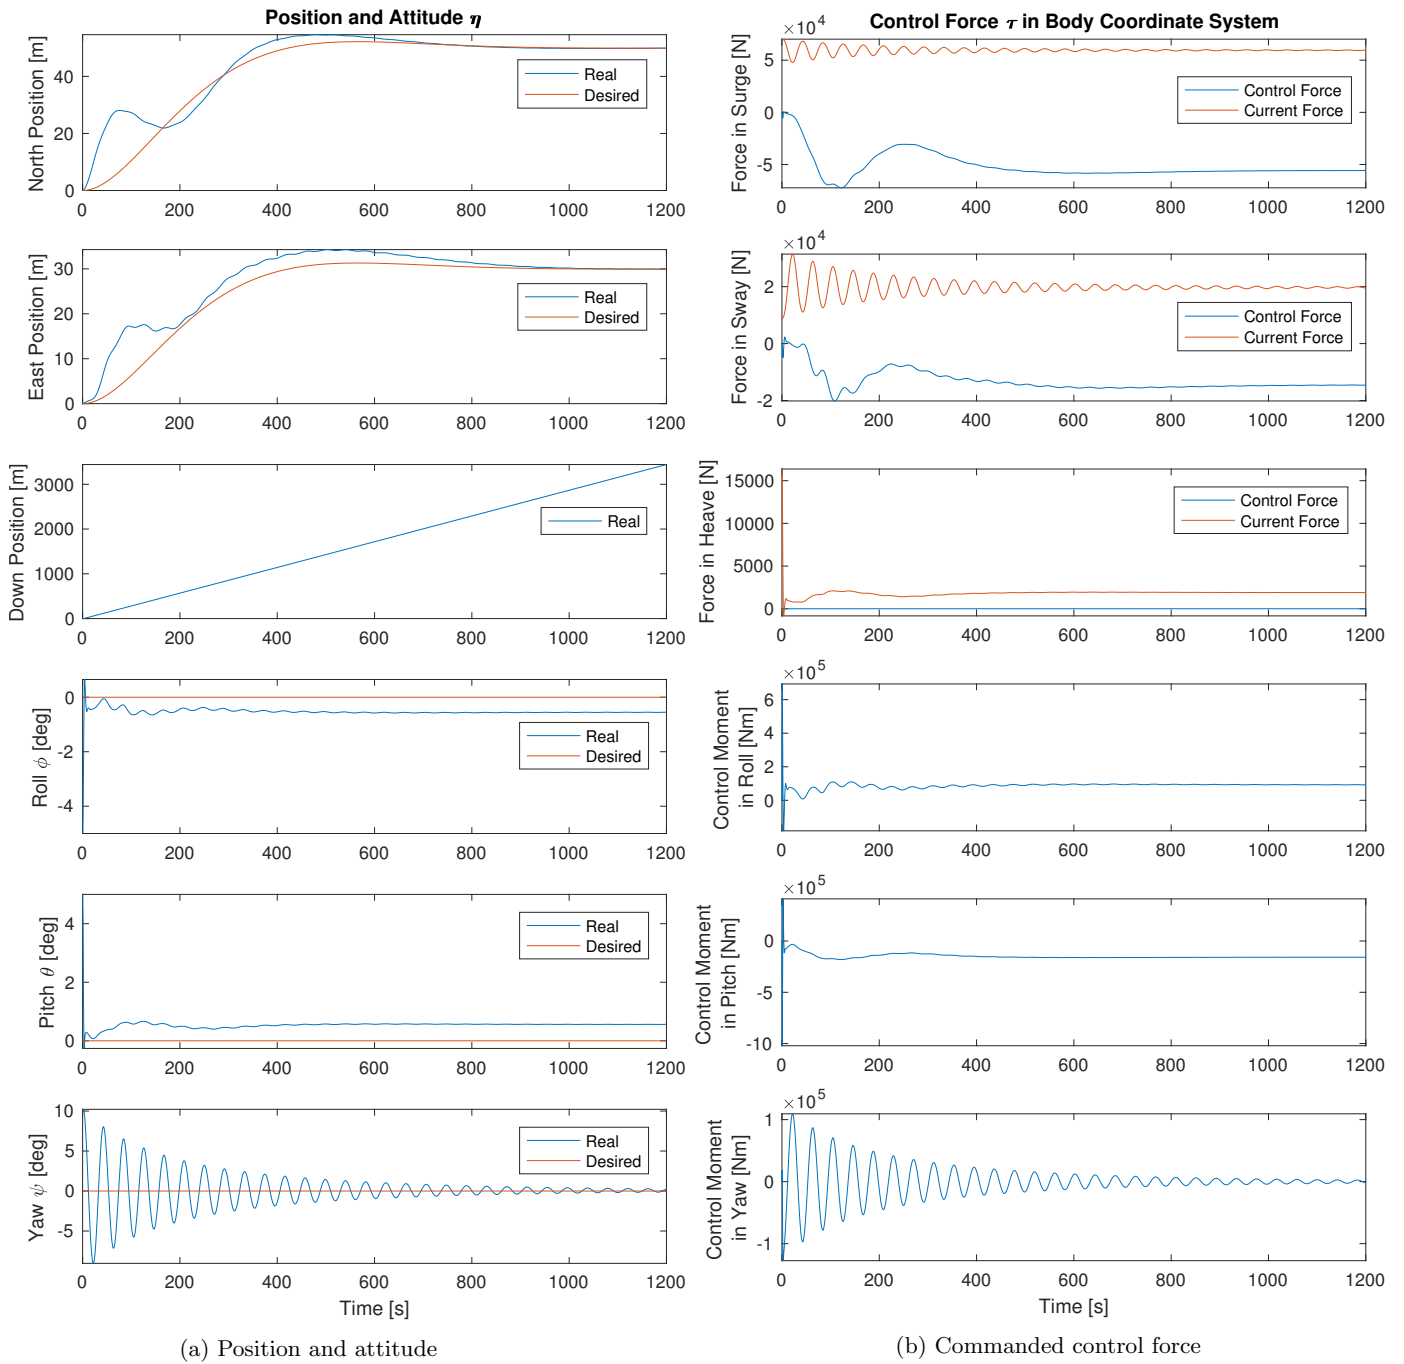 Position and Attitude η
North Position [m]
40
20
0
Real
Desired
0 200 400 600 800 1000 1200
East Position [m]
30
20
10
0
Real
Desired
0 200 400 600 800 1000 1200
Down Position [m]
3000
2000
1000
0
Real
0 200 400 600 800 1000 1200
Roll ϕ [deg]
0
-2
-4
Real
Desired
0 200 400 600 800 1000 1200
Pitch θ [deg]
4
2
0
Real
Desired
0 200 400 600 800 1000 1200
Yaw ψ [deg]
10
5
0
-5
Real
Desired
0 200 400 600 800 1000 1200
Time [s]
(a) Position and attitude
Control Force τ in Body Coordinate System
×10⁴
Force in Surge [N]
5
0
-5
Control Force
Current Force
0 200 400 600 800 1000 1200
×10⁴
Force in Sway [N]
2
0
-2
Control Force
Current Force
0 200 400 600 800 1000 1200
Force in Heave [N]
15000
10000
5000
0
Control Force
Current Force
0 200 400 600 800 1000 1200
×10⁵
Control Moment
in Roll [Nm]
6
4
2
0
0 200 400 600 800 1000 1200
×10⁵
Control Moment
in Pitch [Nm]
0
-5
-10
0 200 400 600 800 1000 1200
×10⁵
Control Moment
in Yaw [Nm]
1
0
-1
0 200 400 600 800 1000 1200
Time [s]
(b) Commanded control force